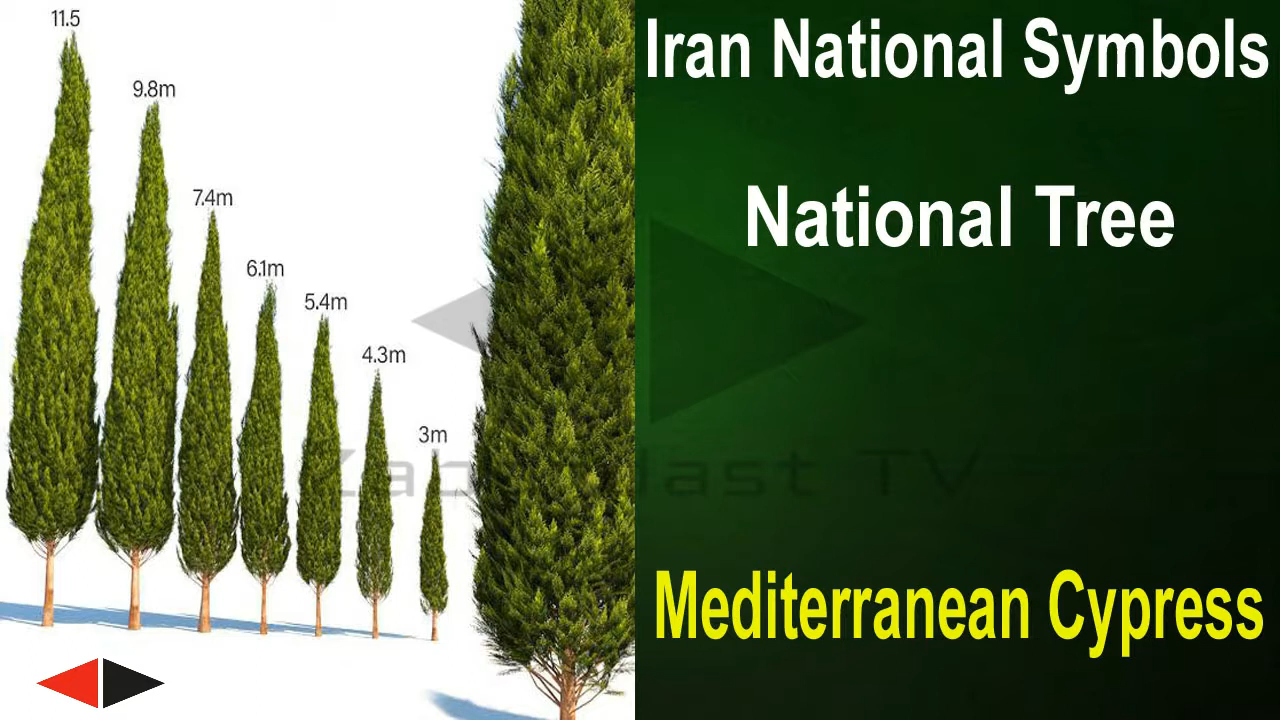 11.5
9.8m
7.4m
6.1m
5.4m
4.3m
3m
Iran National Symbols
National Tree
Mediterranean Cypress